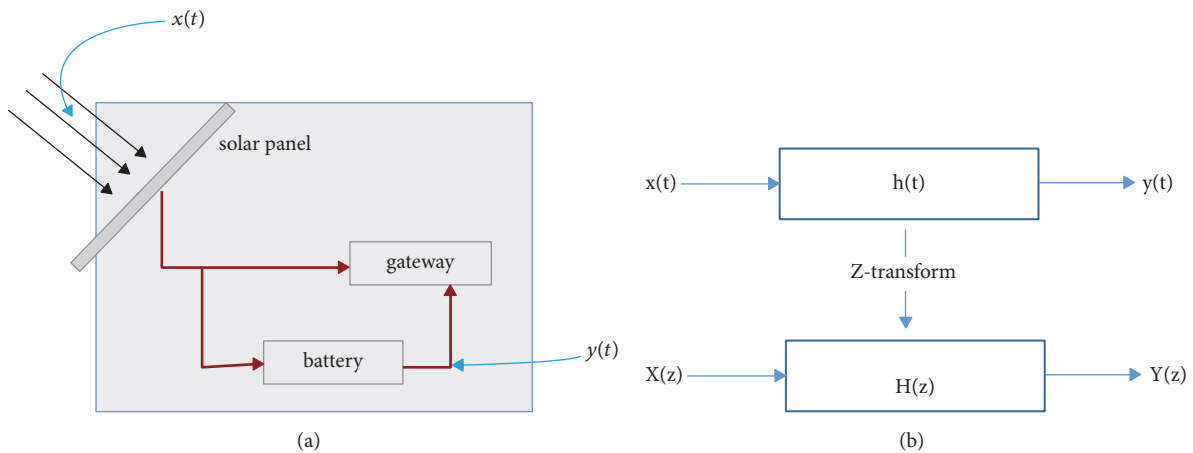 x(t)
solar panel
gateway
battery
y(t)
(a)
x(t)
h(t)
y(t)
Z-transform
X(z)
H(z)
Y(z)
(b)